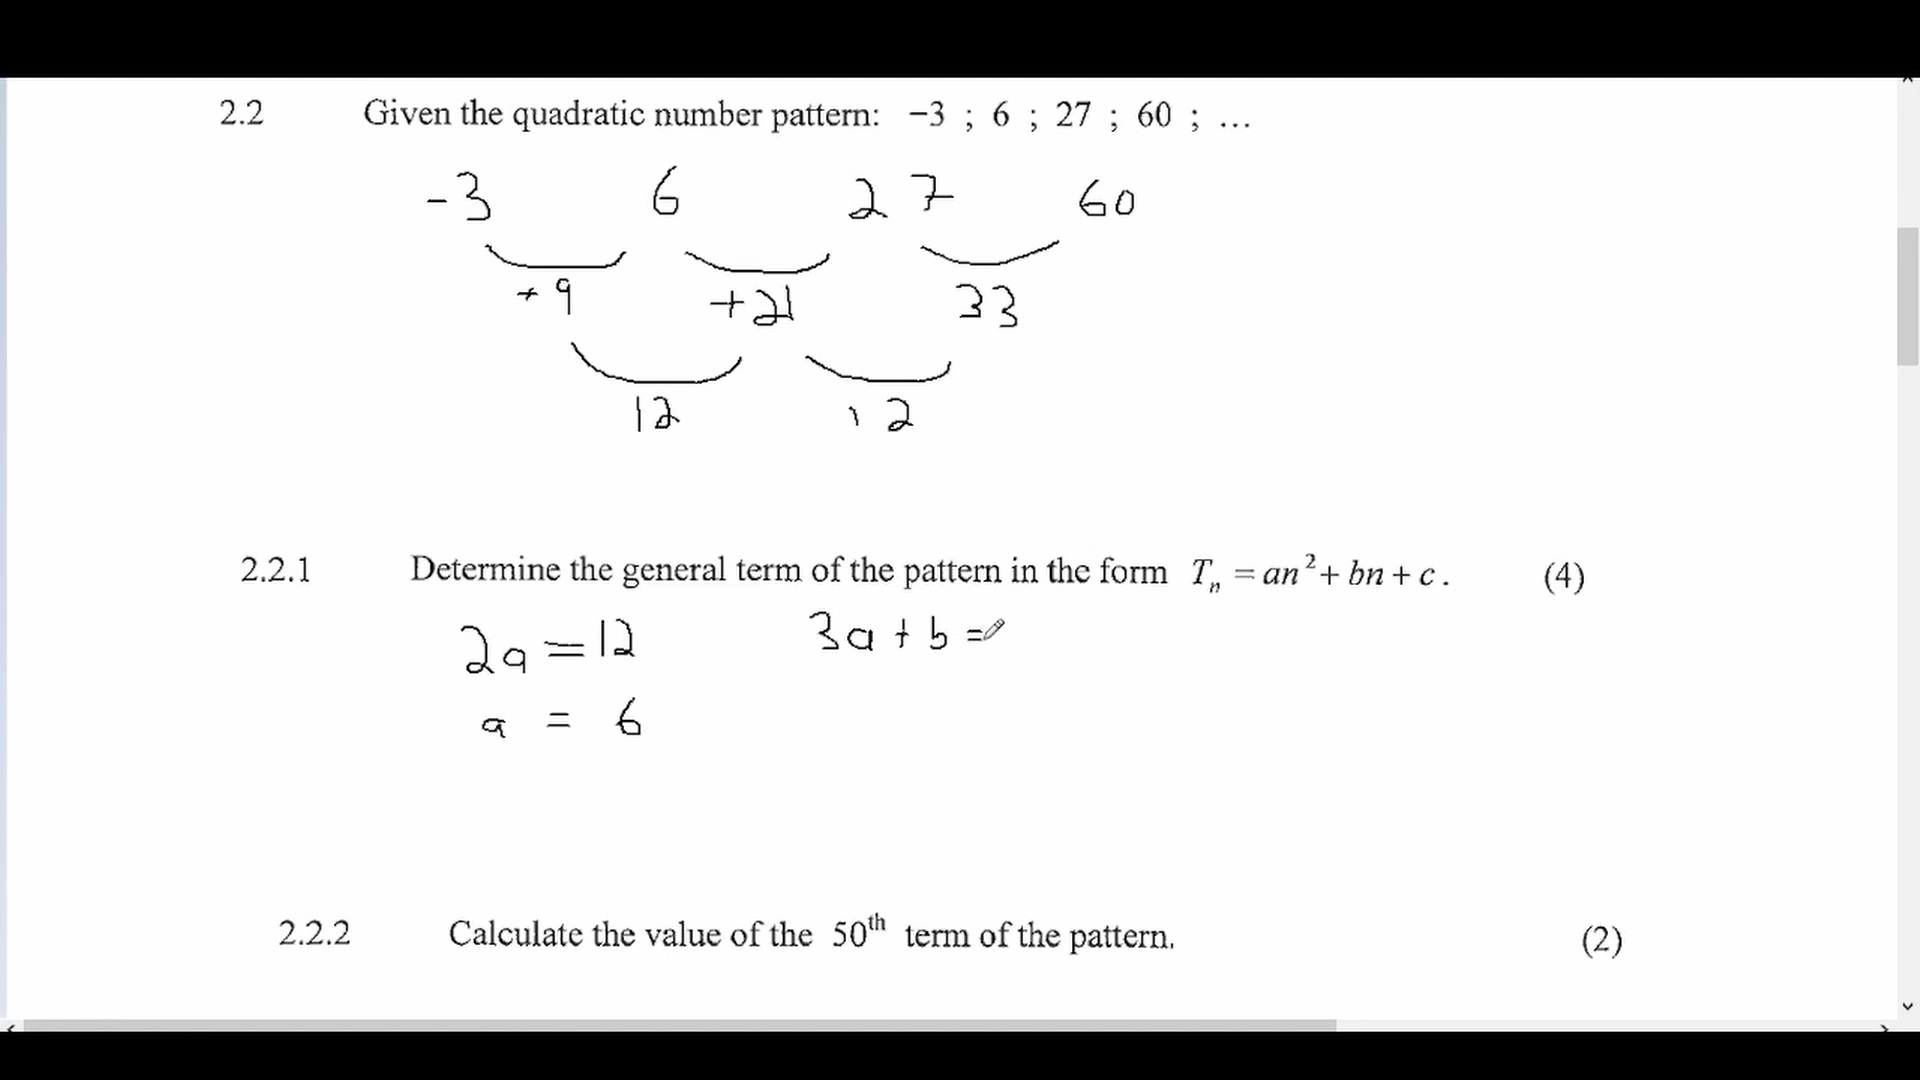 2.2 Given the quadratic number pattern: −3 ; 6 ; 27 ; 60 ; ...
-3 6 27 60
+9 +21 33
12 12
2.2.1 Determine the general term of the pattern in the form Tₙ = an² + bn + c. (4)
2a = 12 3a + b =
a = 6
2.2.2 Calculate the value of the 50th term of the pattern. (2)